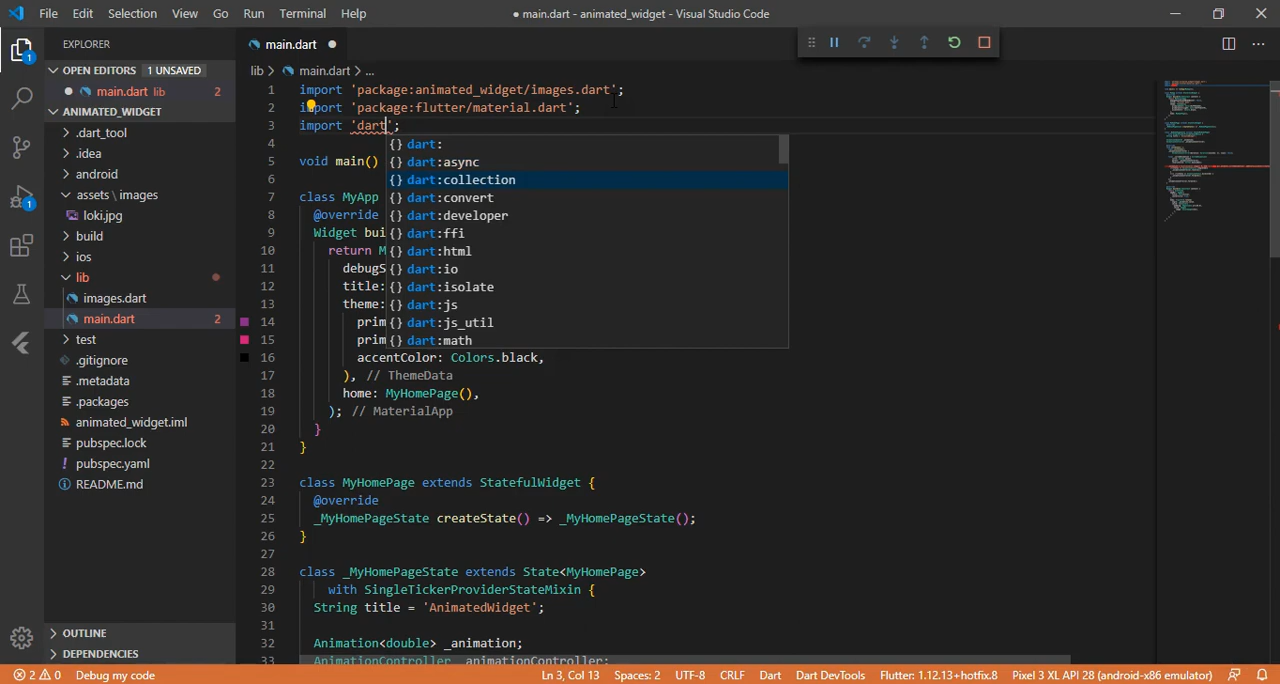 File Edit Selection View Go Run Terminal Help
● main.dart - animated_widget - Visual Studio Code
EXPLORER
OPEN EDITORS 1 UNSAVED
main.dart 2
ANIMATED_WIDGET
.dart_tool
.idea
android
assets \ images
loki.jpg
build
ios
lib
images.dart
main.dart 2
test
.gitignore
.metadata
.packages
animated_widget.iml
pubspec.lock
pubspec.yaml
README.md
OUTLINE
DEPENDENCIES
1
1
main.dart
lib > main.dart > ...
1 import 'package:animated_widget/images.dart';
2 import 'package:flutter/material.dart';
3 import 'dart';
4
5 void main()
6
7 class MyApp
8 @override
9 Widget bui
10 return M
11 debugS
12 title:
13 theme:
14 prim
15 prim
16 accentColor: Colors.black,
17 ), // ThemeData
18 home: MyHomePage(),
19 ); // MaterialApp
20 }
21 }
22
23 class MyHomePage extends StatefulWidget {
24 @override
25 _MyHomePageState createState() => _MyHomePageState();
26 }
27
28 class _MyHomePageState extends State<MyHomePage>
29 with SingleTickerProviderStateMixin {
30 String title = 'AnimatedWidget';
31
32 Animation<double> _animation;
33 AnimationController _animationController;
{} dart:
{} dart:async
{} dart:collection
{} dart:convert
{} dart:developer
{} dart:ffi
{} dart:html
{} dart:io
{} dart:isolate
{} dart:js
{} dart:js_util
{} dart:math
2 0 Debug my code Ln 3, Col 13 Spaces: 2 UTF-8 CRLF Dart Dart DevTools Flutter: 1.12.13+hotfix.8 Pixel 3 XL API 28 (android-x86 emulator)